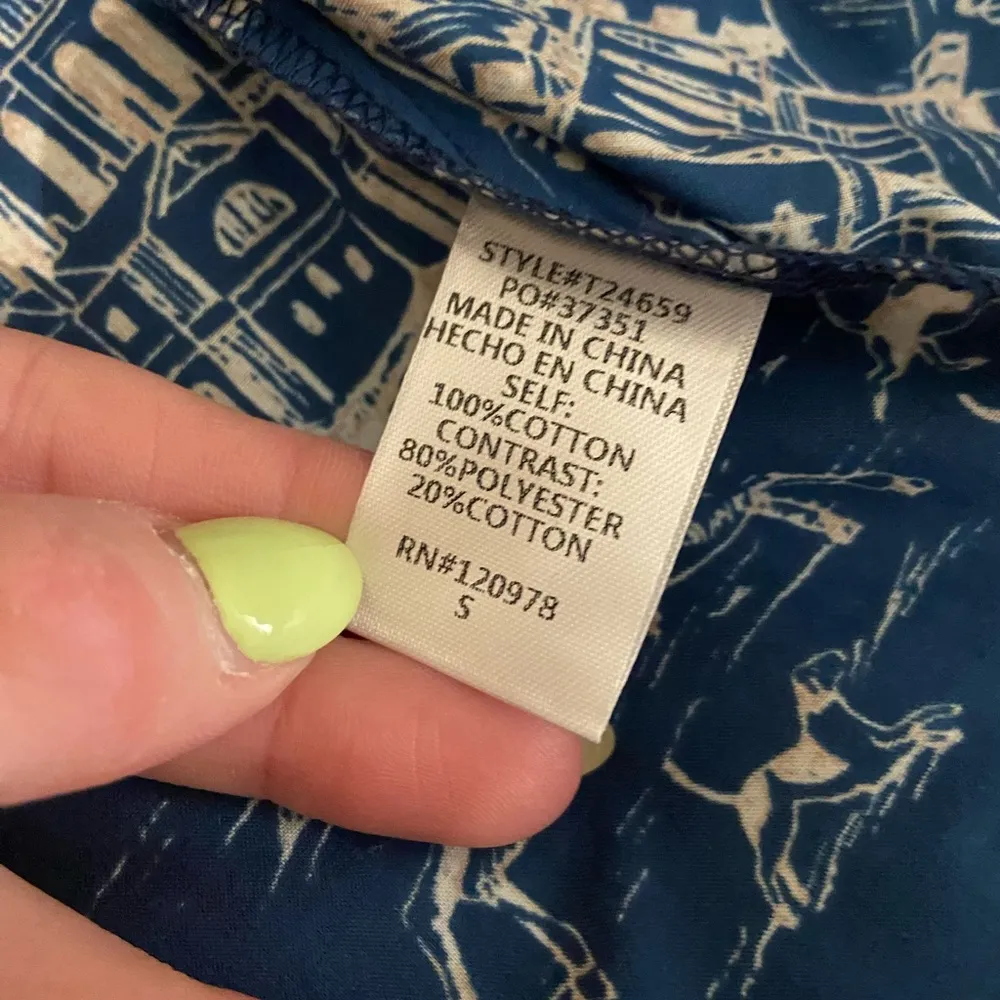 STYLE#T24659
PO#37351
MADE IN CHINA
HECHO EN CHINA
SELF:
100%COTTON
CONTRAST:
80%POLYESTER
20%COTTON
RN#120978
S